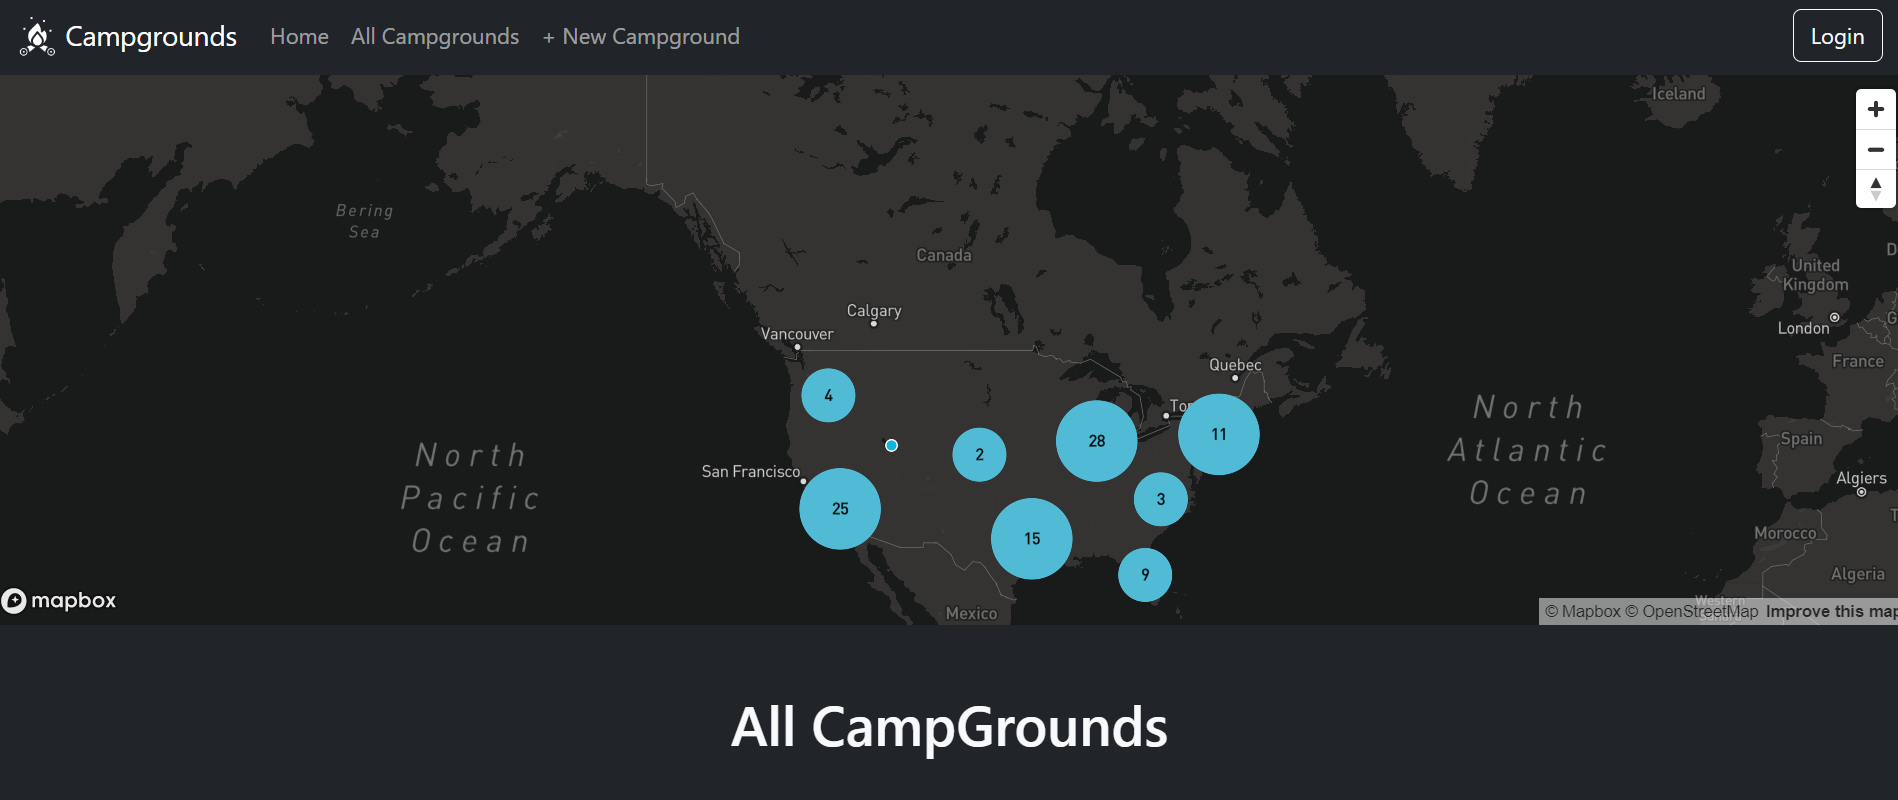 Campgrounds
Home
All Campgrounds
+ New Campground
Login
Iceland
Bering
Sea
Canada
United
Kingdom
Calgary
Vancouver
London
France
Quebec
4
Tor
28
11
2
San Francisco
25
3
15
9
North
Pacific
Ocean
North
Atlantic
Ocean
Spain
Algiers
Morocco
Algeria
Western
Mexico
mapbox
© Mapbox © OpenStreetMap Improve this map
All CampGrounds